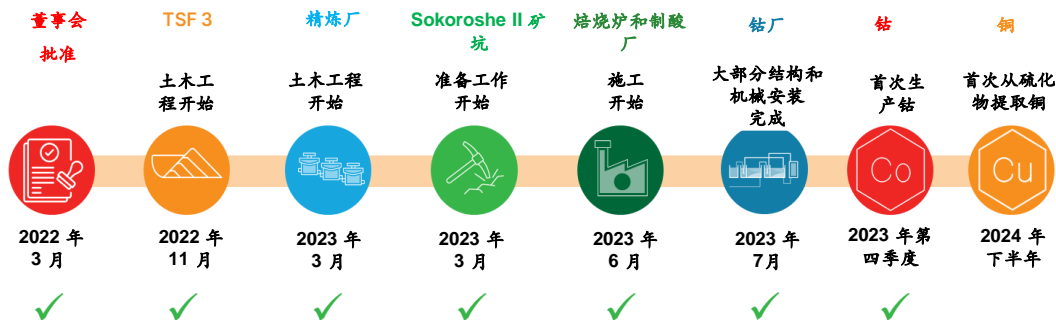 董事会
批准
TSF 3
精炼厂
Sokoroshe II 矿
坑
焙烧炉和制酸
厂
钴厂
钴
铜
土木工
程开始
土木工程
开始
准备工作
开始
施工
开始
大部分结构和
机械安装
完成
首次生
产钴
首次从硫化
物提取铜
Co
Cu
2022 年
3 月
2022 年
11 月
2023 年
3 月
2023 年
3 月
2023 年
6 月
2023 年
7月
2023 年第
四季度
2024 年
下半年